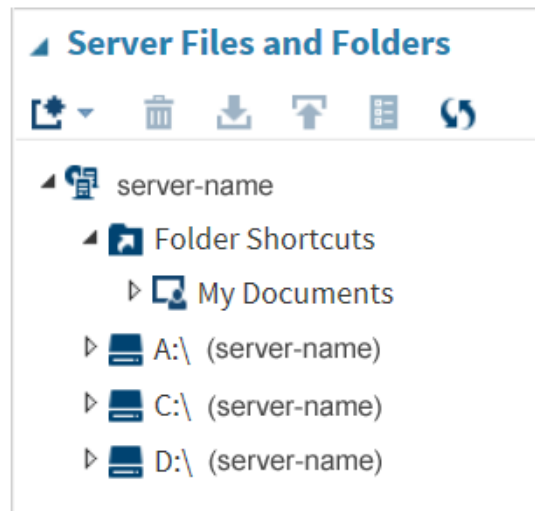 Server Files and Folders
server-name
Folder Shortcuts
My Documents
A:\ (server-name)
C:\ (server-name)
D:\ (server-name)